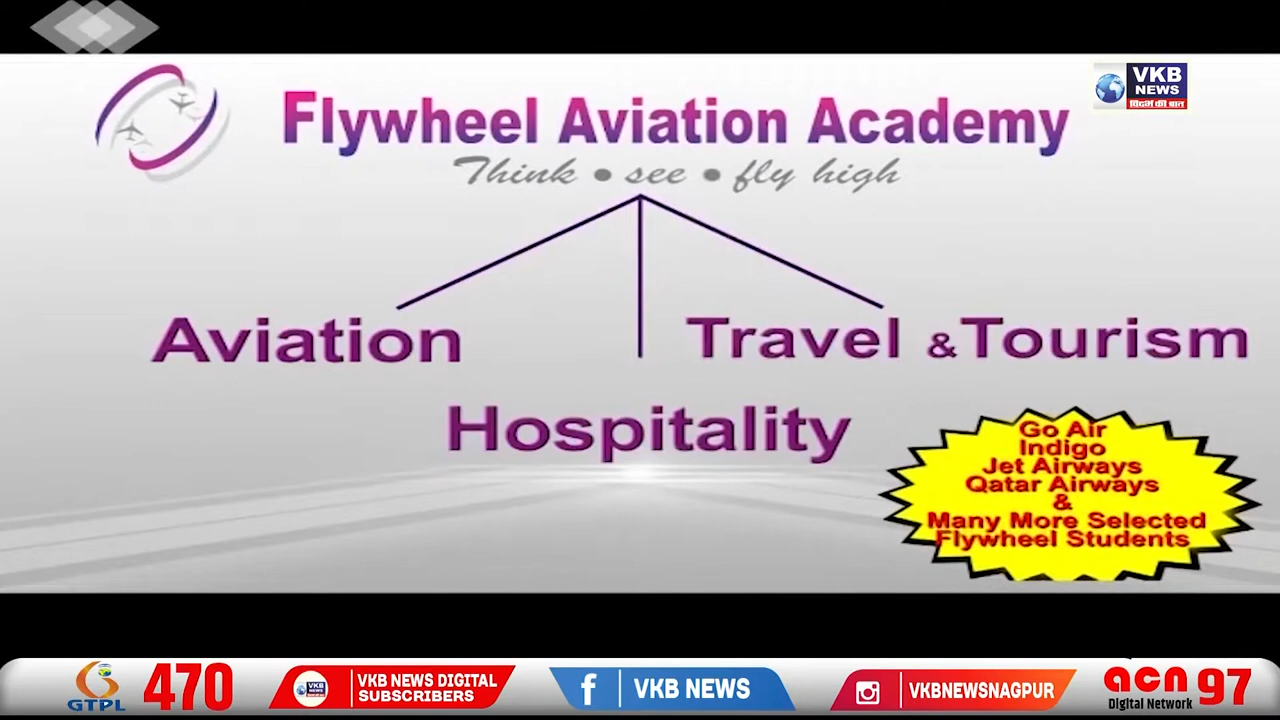 VKB
NEWS
विदर्भ की बात
Flywheel Aviation Academy
Think • see • fly high
Aviation
Travel & Tourism
Hospitality
Go Air
Indigo
Jet Airways
Qatar Airways
&
Many More Selected
Flywheel Students
GTPL
470
VKB
NEWS
VKB NEWS DIGITAL
SUBSCRIBERS
f
VKB NEWS
VKBNEWSNAGPUR
acn
Digital Network
97